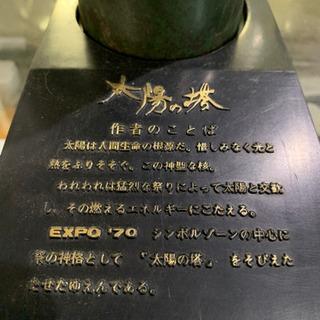 太陽の塔
作者のことば
太陽は人間生命の根源だ。惜しみなく光と
熱をふりそそぐ、この神聖な核。
われわれは猛烈な祭りによって太陽と交歓
し、その燃えるエネルギーにこたえる。
EXPO '70 シンボルゾーンの中心に
の神格として 「太陽の塔」 をそびえた
たせたゆえんである。